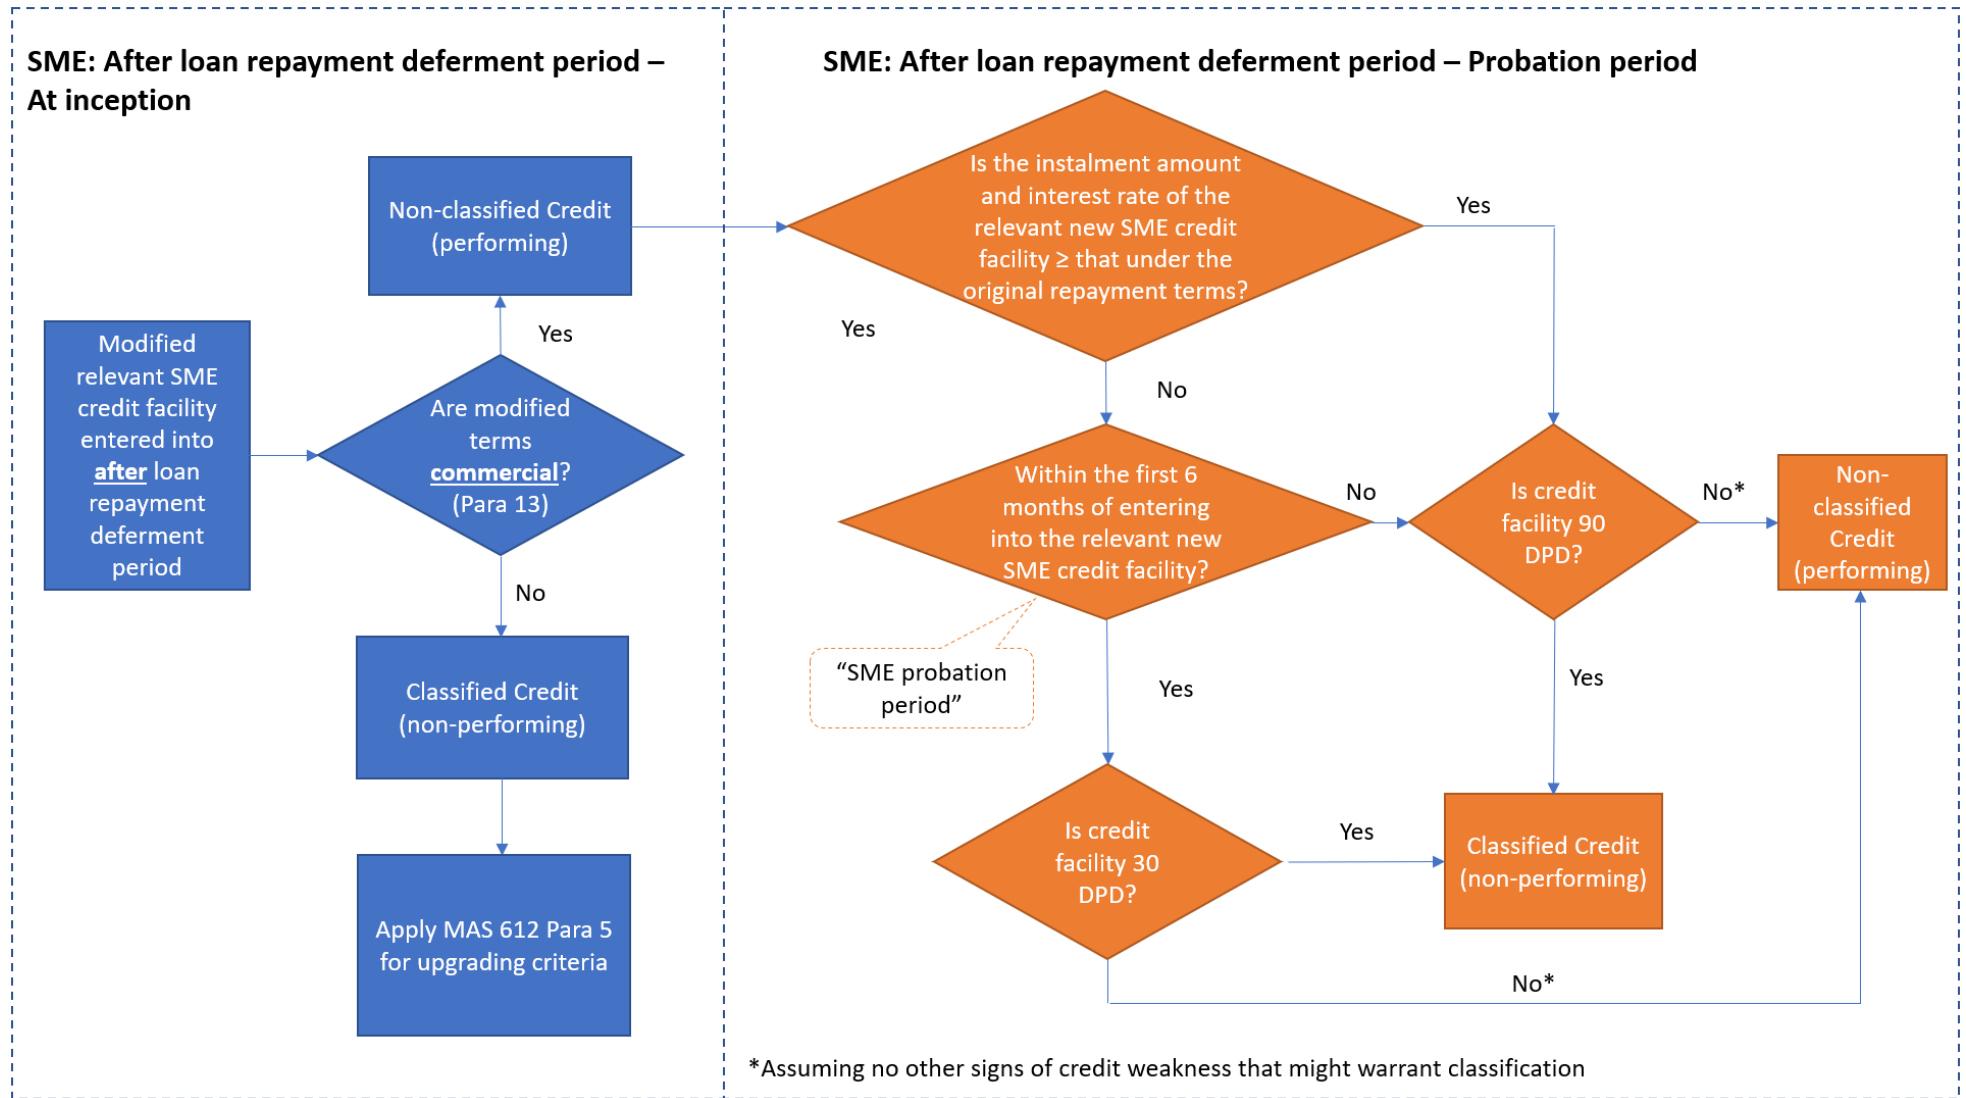 SME: After loan repayment deferment period –
At inception
Non-classified Credit
(performing)
Yes
Modified
relevant SME
credit facility
entered into
after loan
repayment
deferment
period
Are modified
terms
commercial?
(Para 13)
No
Classified Credit
(non-performing)
Apply MAS 612 Para 5
for upgrading criteria
SME: After loan repayment deferment period – Probation period
Is the instalment amount
and interest rate of the
relevant new SME credit
facility ≥ that under the
original repayment terms?
Yes
Yes
No
Within the first 6
months of entering
into the relevant new
SME credit facility?
No
Is credit
facility 90
DPD?
No*
Non-
classified
Credit
(performing)
“SME probation
period”
Yes
Yes
Is credit
facility 30
DPD?
Yes
Classified Credit
(non-performing)
No*
*Assuming no other signs of credit weakness that might warrant classification